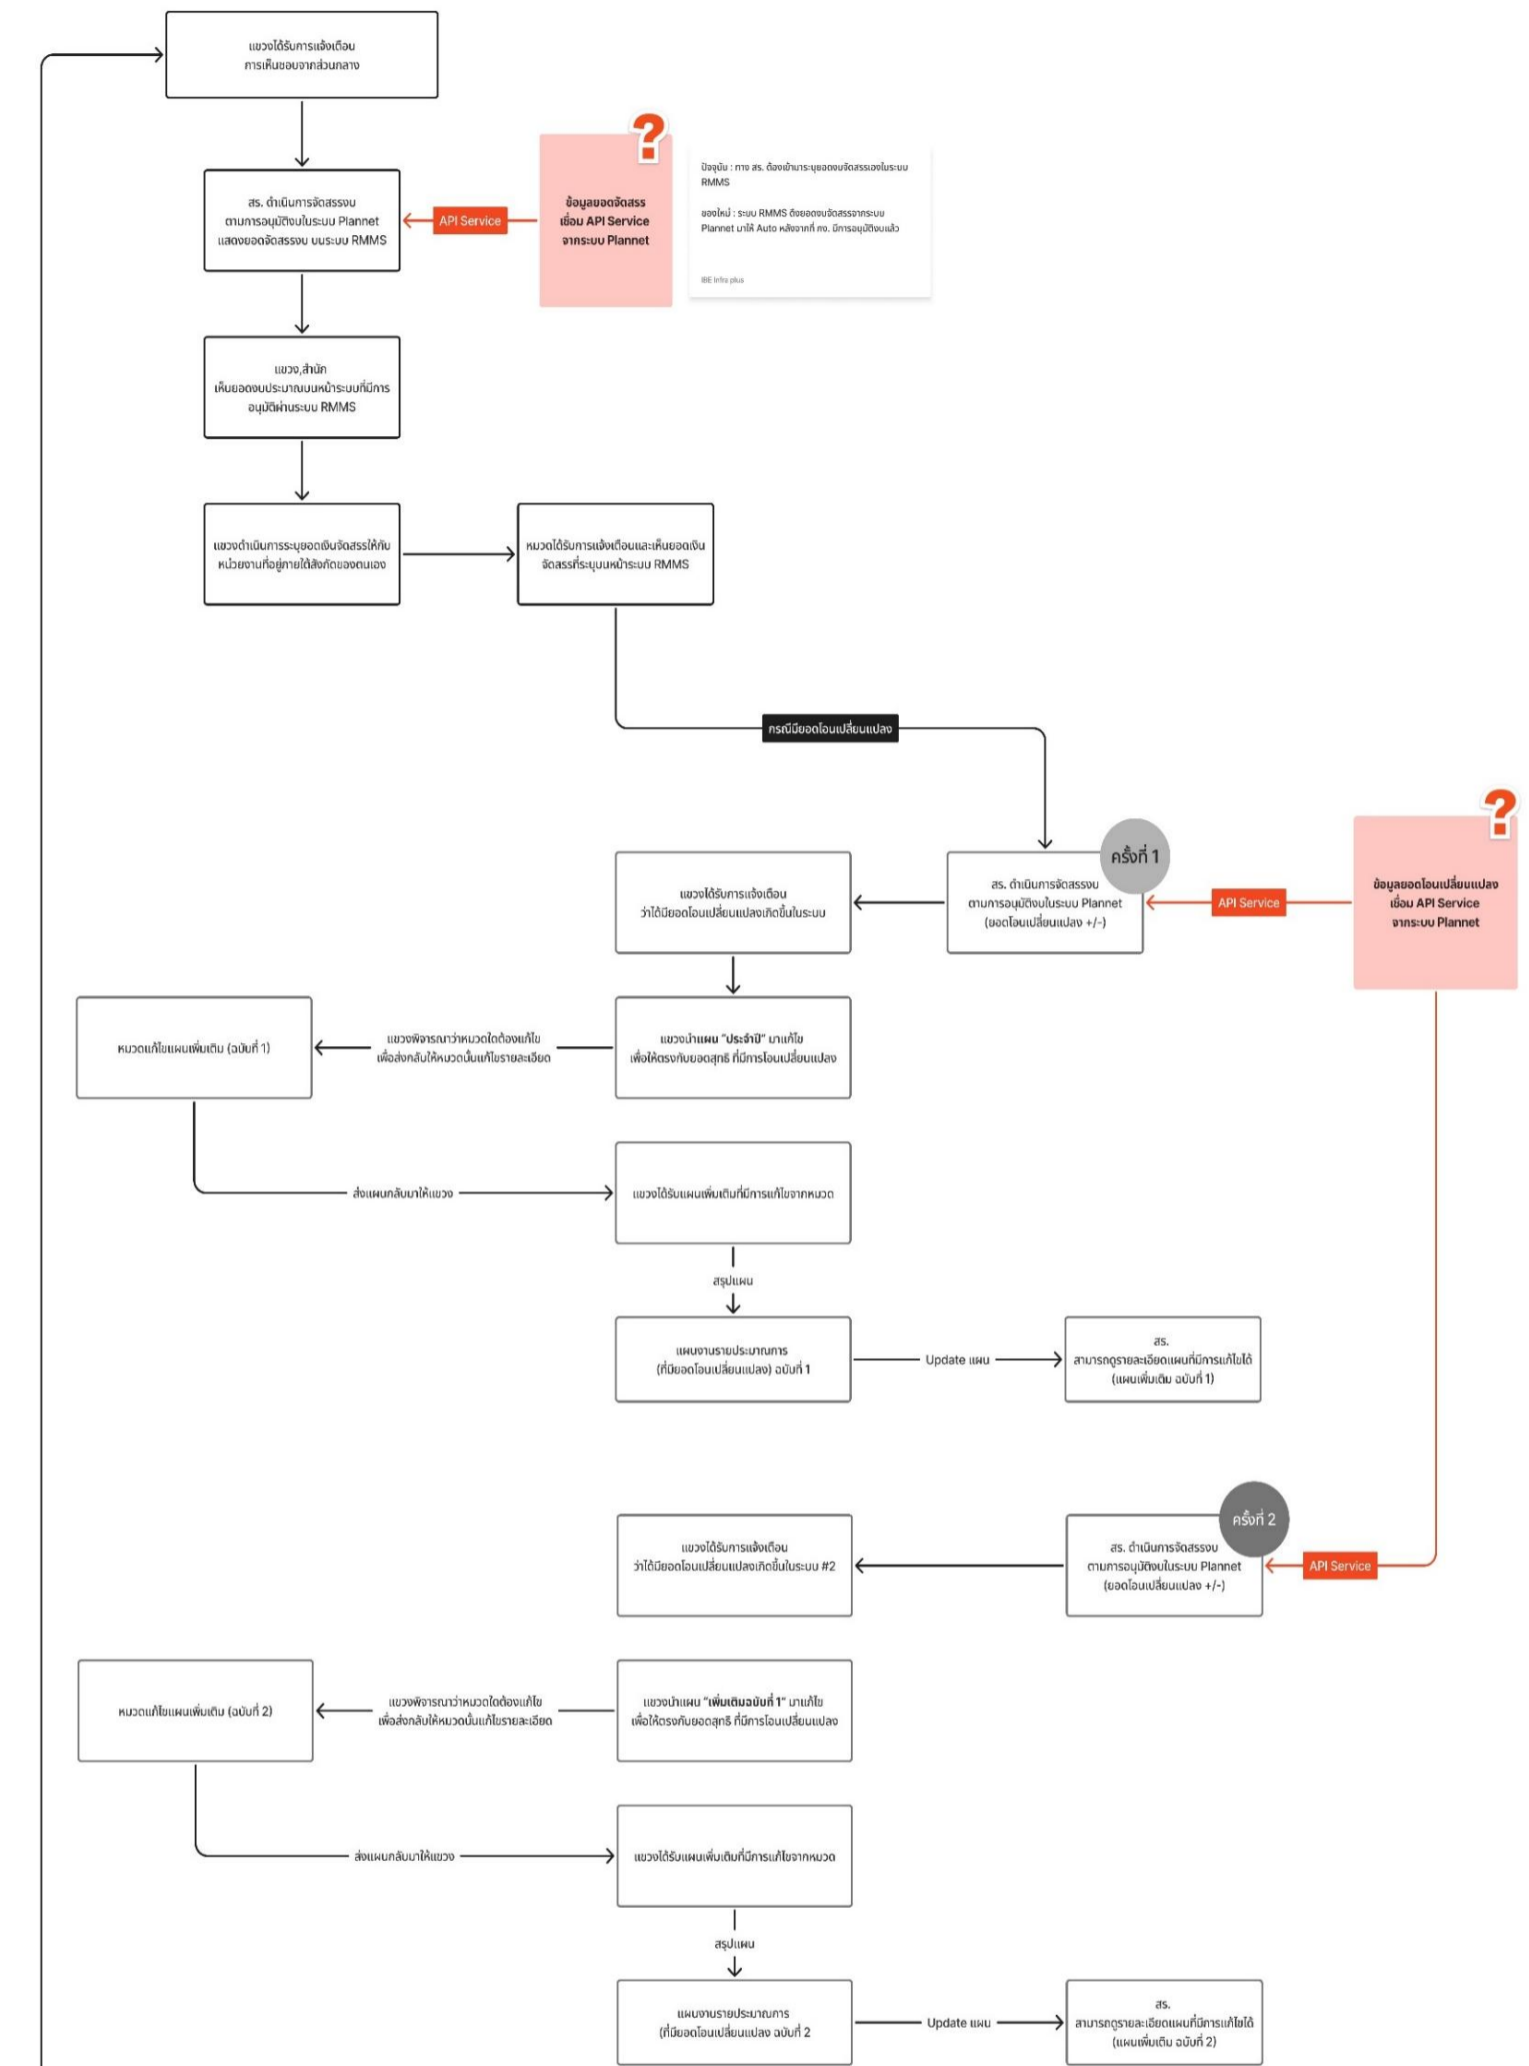 แขวงได้รับการแจ้งเตือน
การเห็นชอบจากส่วนกลาง
?
สร. ดำเนินการจัดสรรงบ
ตามการอนุมัติงบในระบบ Plannet
แสดงยอดจัดสรรงบ บนระบบ RMMS
API Service
ข้อมูลยอดจัดสรร
เชื่อม API Service
จากระบบ Plannet
ปัจจุบัน : ทาง สร. ต้องเข้ามาระบุยอดงบจัดสรรเองในระบบ
RMMS
ของใหม่ : ระบบ RMMS ดึงยอดงบจัดสรรจากระบบ
Plannet มาให้ Auto หลังจากที่ กง. มีการอนุมัติงบแล้ว
IBE Infra plus
แขวง,สำนัก
เห็นยอดงบประมาณบนหน้าระบบที่มีการ
อนุมัติผ่านระบบ RMMS
แขวงดำเนินการระบุยอดเงินจัดสรรให้กับ
หน่วยงานที่อยู่ภายใต้สังกัดของตนเอง
หมวดได้รับการแจ้งเตือนและเห็นยอดเงิน
จัดสรรที่ระบุบนหน้าระบบ RMMS
กรณีมียอดโอนเปลี่ยนแปลง
?
ครั้งที่ 1
แขวงได้รับการแจ้งเตือน
ว่าได้มียอดโอนเปลี่ยนแปลงเกิดขึ้นในระบบ
สร. ดำเนินการจัดสรรงบ
ตามการอนุมัติงบในระบบ Plannet
(ยอดโอนเปลี่ยนแปลง +/-)
API Service
ข้อมูลยอดโอนเปลี่ยนแปลง
เชื่อม API Service
จากระบบ Plannet
หมวดแก้ไขแผนเพิ่มเติม (ฉบับที่ 1)
แขวงพิจารณาว่าหมวดใดต้องแก้ไข
เพื่อส่งกลับให้หมวดนั้นแก้ไขรายละเอียด
แขวงนำแผน “ประจำปี” มาแก้ไข
เพื่อให้ตรงกับยอดสุทธิ ที่มีการโอนเปลี่ยนแปลง
ส่งแผนกลับมาให้แขวง
แขวงได้รับแผนเพิ่มเติมที่มีการแก้ไขจากหมวด
สรุปแผน
แผนงานรายประมาณการ
(ที่มียอดโอนเปลี่ยนแปลง) ฉบับที่ 1
Update แผน
สร.
สามารถดูรายละเอียดแผนที่มีการแก้ไขได้
(แผนเพิ่มเติม ฉบับที่ 1)
ครั้งที่ 2
แขวงได้รับการแจ้งเตือน
ว่าได้มียอดโอนเปลี่ยนแปลงเกิดขึ้นในระบบ #2
สร. ดำเนินการจัดสรรงบ
ตามการอนุมัติงบในระบบ Plannet
(ยอดโอนเปลี่ยนแปลง +/-)
API Service
หมวดแก้ไขแผนเพิ่มเติม (ฉบับที่ 2)
แขวงพิจารณาว่าหมวดใดต้องแก้ไข
เพื่อส่งกลับให้หมวดนั้นแก้ไขรายละเอียด
แขวงนำแผน “เพิ่มเติมฉบับที่ 1” มาแก้ไข
เพื่อให้ตรงกับยอดสุทธิ ที่มีการโอนเปลี่ยนแปลง
ส่งแผนกลับมาให้แขวง
แขวงได้รับแผนเพิ่มเติมที่มีการแก้ไขจากหมวด
สรุปแผน
แผนงานรายประมาณการ
(ที่มียอดโอนเปลี่ยนแปลง ฉบับที่ 2
Update แผน
สร.
สามารถดูรายละเอียดแผนที่มีการแก้ไขได้
(แผนเพิ่มเติม ฉบับที่ 2)